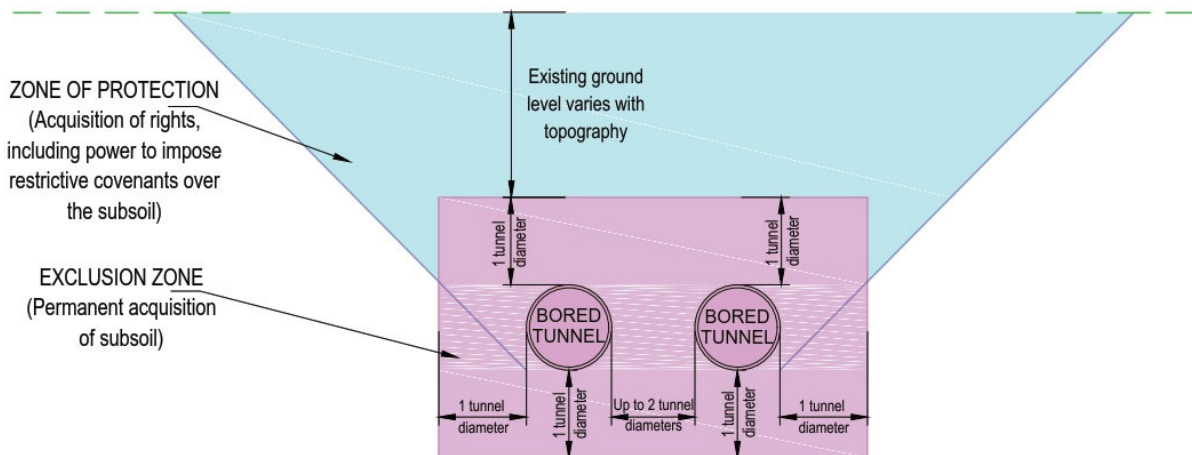 Existing ground
level varies with
topography
ZONE OF PROTECTION
(Acquisition of rights,
including power to impose
restrictive covenants over
the subsoil)
1 tunnel
diameter
1 tunnel
diameter
EXCLUSION ZONE
(Permanent acquisition
of subsoil)
BORED
TUNNEL
BORED
TUNNEL
1 tunnel
diameter
1 tunnel
diameter
Up to 2 tunnel
diameters
1 tunnel
diameter
1 tunnel
diameter